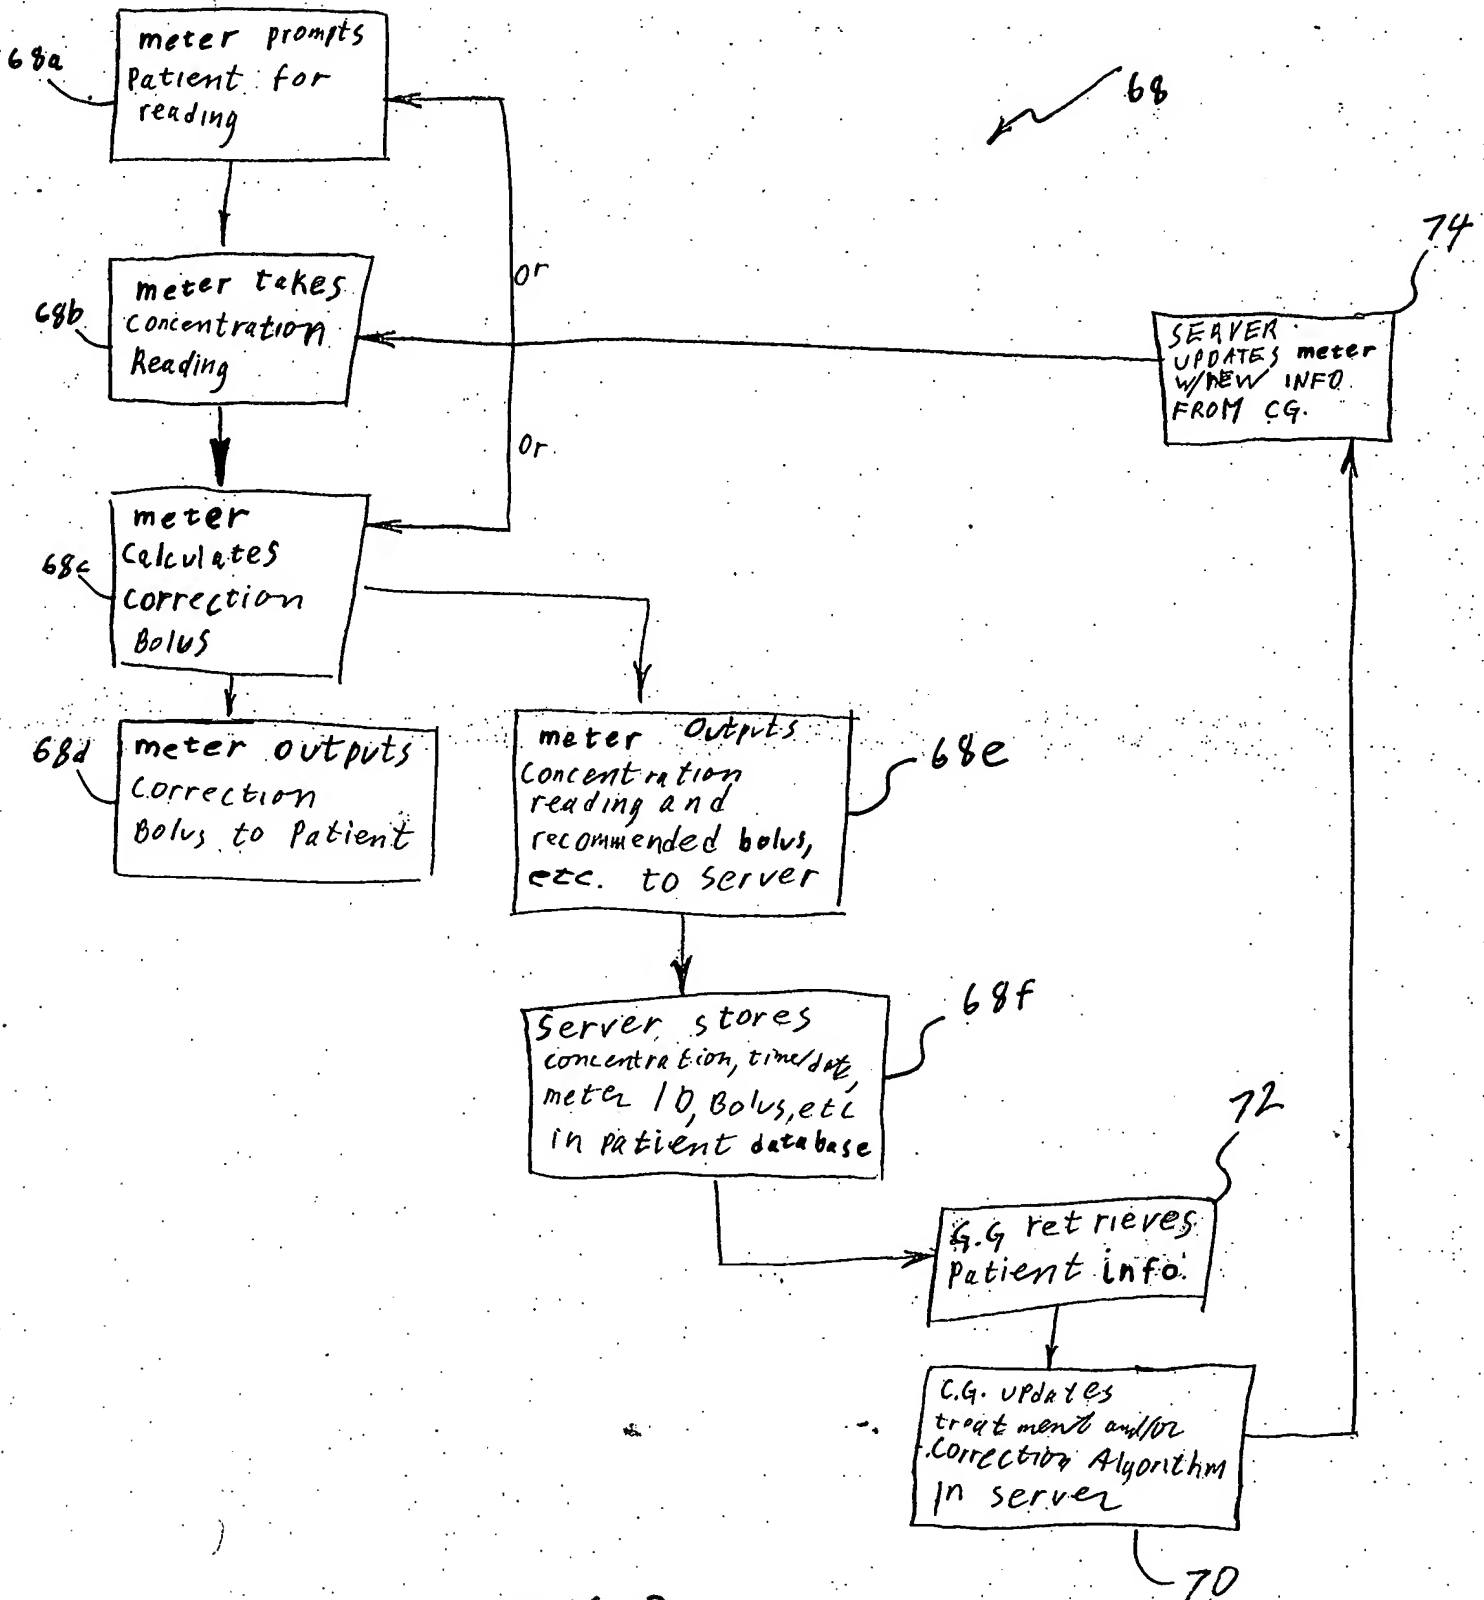 68a
meter prompts
Patient for
reading
68
74
or
68b
meter takes
Concentration
Reading
SERVER
UPDATES meter
W/NEW INFO
FROM CG.
or
68c
meter
Calculates
Correction
Bolus
68d
meter outputs
Correction
Bolus to Patient
meter Outputs
Concentration
reading and
recommended bolus,
etc. to server
68e
Server stores
concentration, time/date,
meter ID, Bolus, etc
in patient database
68f
72
G.G retrieves
Patient info.
C.G. updates
treatment and/or
Correction Algorithm
in server
70